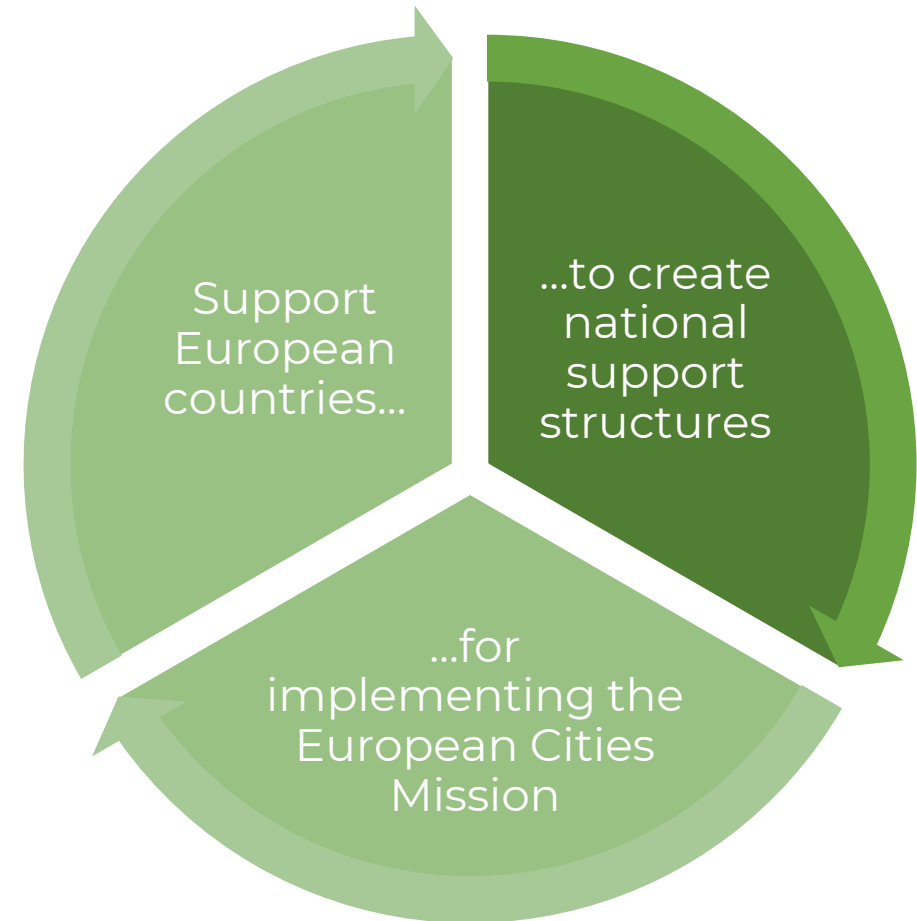 Support
European
countries...
...to create
national
support
structures
...for
implementing the
European Cities
Mission